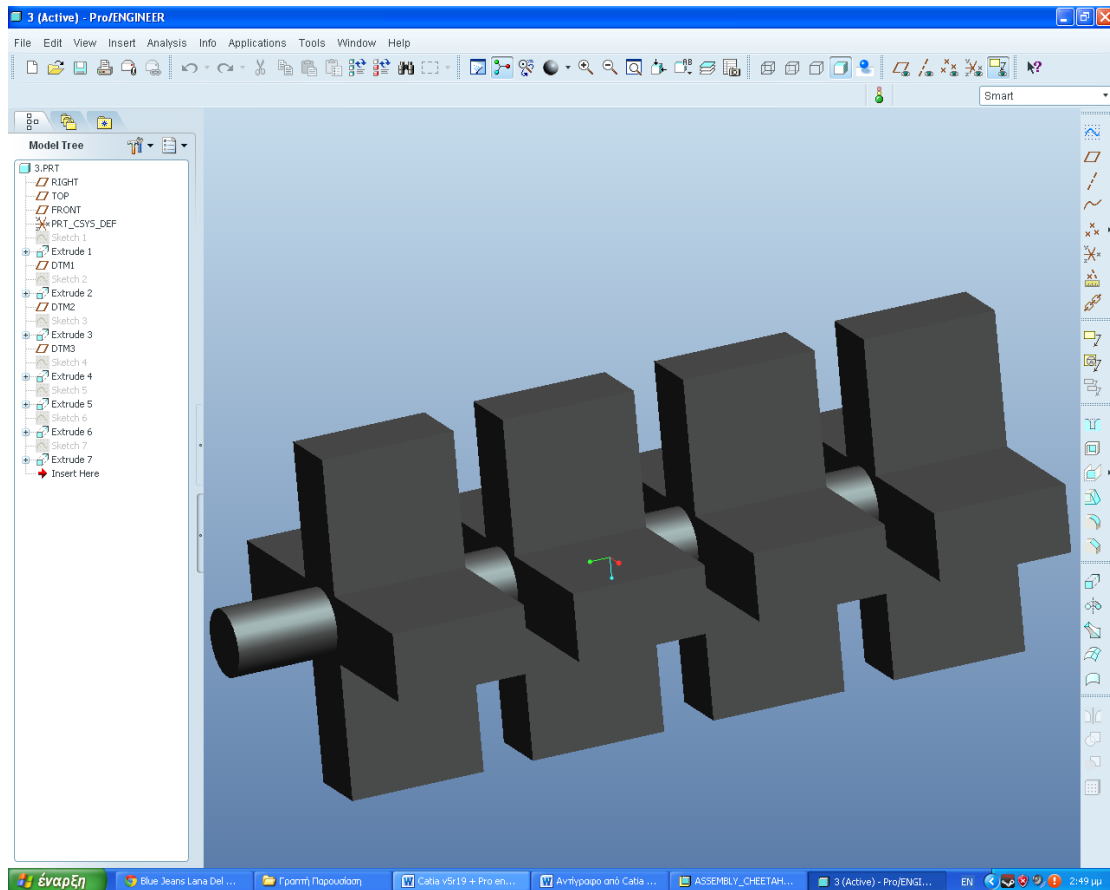 3 (Active) - Pro/ENGINEER
File Edit View Insert Analysis Info Applications Tools Window Help
Smart
Model Tree
3.PRT
RIGHT
TOP
FRONT
PRT_CSYS_DEF
Sketch 1
Extrude 1
DTM1
Sketch 2
Extrude 2
DTM2
Sketch 3
Extrude 3
DTM3
Sketch 4
Extrude 4
Sketch 5
Extrude 5
Sketch 6
Extrude 6
Sketch 7
Extrude 7
Insert Here
έναρξη Blue Jeans Lana Del ... Γραπτή Παρουσίαση Catia v5r19 + Pro en... Αντίγραφο από Catia ... ASSEMBLY_CHEETAH... 3 (Active) - Pro/ENGI... EN 2:49 μμ